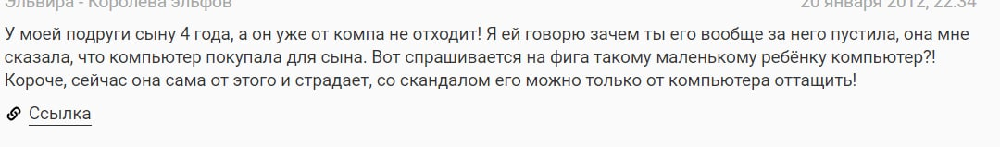 Эльвира - Королева эльфов 20 января 2012, 22:34
У моей подруги сыну 4 года, а он уже от компа не отходит! Я ей говорю зачем ты его вообще за него пустила, она мне
сказала, что компьютер покупала для сына. Вот спрашивается на фига такому маленькому ребёнку компьютер?!
Короче, сейчас она сама от этого и страдает, со скандалом его можно только от компьютера оттащить!
Ссылка